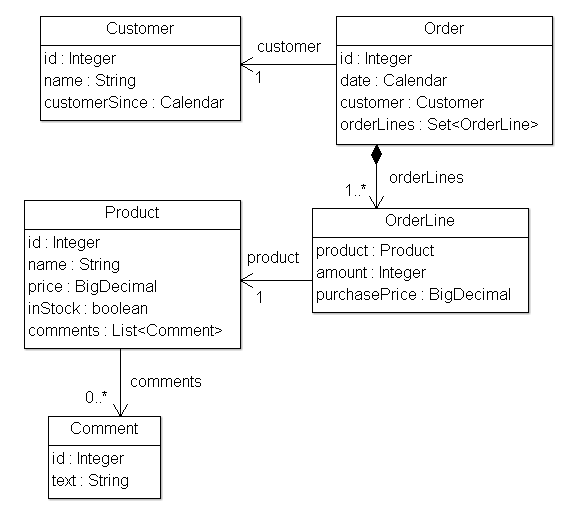 Customer
id : Integer
name : String
customerSince : Calendar
customer
1
Order
id : Integer
date : Calendar
customer : Customer
orderLines : Set<OrderLine>
orderLines
1..*
Product
id : Integer
name : String
price : BigDecimal
inStock : boolean
comments : List<Comment>
product
1
OrderLine
product : Product
amount : Integer
purchasePrice : BigDecimal
comments
0..*
Comment
id : Integer
text : String